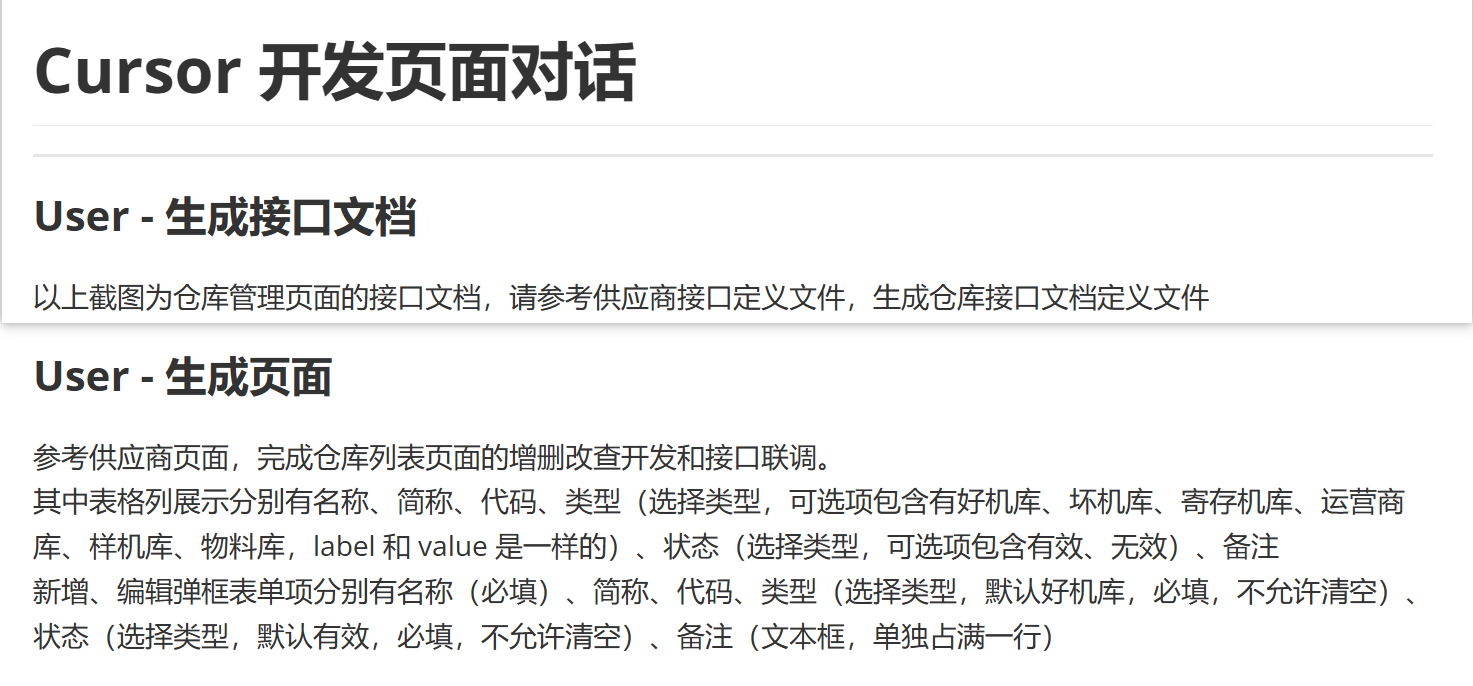 Cursor 开发页面对话
User - 生成接口文档
以上截图为仓库管理页面的接口文档，请参考供应商接口定义文件，生成仓库接口文档定义文件
User - 生成页面
参考供应商页面，完成仓库列表页面的增删改查开发和接口联调。
其中表格列展示分别有名称、简称、代码、类型（选择类型，可选项包含有好机库、坏机库、寄存机库、运营商
库、样机库、物料库，label 和 value 是一样的）、状态（选择类型，可选项包含有效、无效）、备注
新增、编辑弹框表单项分别有名称（必填）、简称、代码、类型（选择类型，默认好机库，必填，不允许清空）、
状态（选择类型，默认有效，必填，不允许清空）、备注（文本框，单独占满一行）